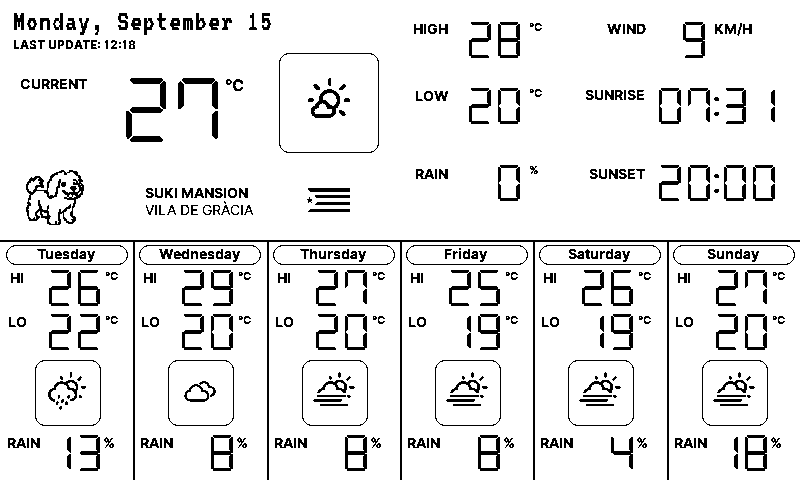 Monday, September 15
LAST UPDATE: 12:18
CURRENT 27 °C
HIGH 28 °C
LOW 20 °C
RAIN 0 %
WIND 9 KM/H
SUNRISE 07:31
SUNSET 20:00
SUKI MANSION
VILA DE GRÀCIA
Tuesday
HI 26 °C
LO 22 °C
RAIN 13 %
Wednesday
HI 29 °C
LO 20 °C
RAIN 8 %
Thursday
HI 27 °C
LO 20 °C
RAIN 8 %
Friday
HI 25 °C
LO 19 °C
RAIN 8 %
Saturday
HI 26 °C
LO 19 °C
RAIN 4 %
Sunday
HI 27 °C
LO 20 °C
RAIN 18 %